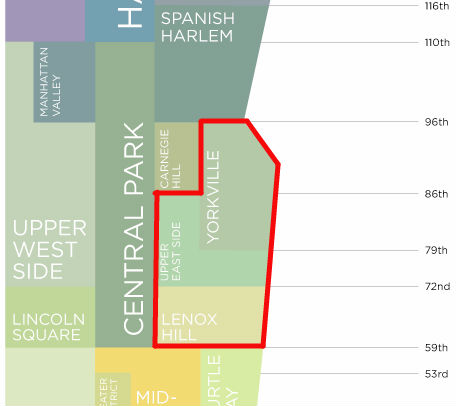 HA
SPANISH
HARLEM
116th
110th
MANHATTAN
VALLEY
96th
CARNEGIE
HILL
YORKVILLE
CENTRAL PARK
86th
UPPER
WEST
SIDE
UPPER
EAST SIDE
79th
72nd
LINCOLN
SQUARE
LENOX
HILL
59th
53rd
MID-